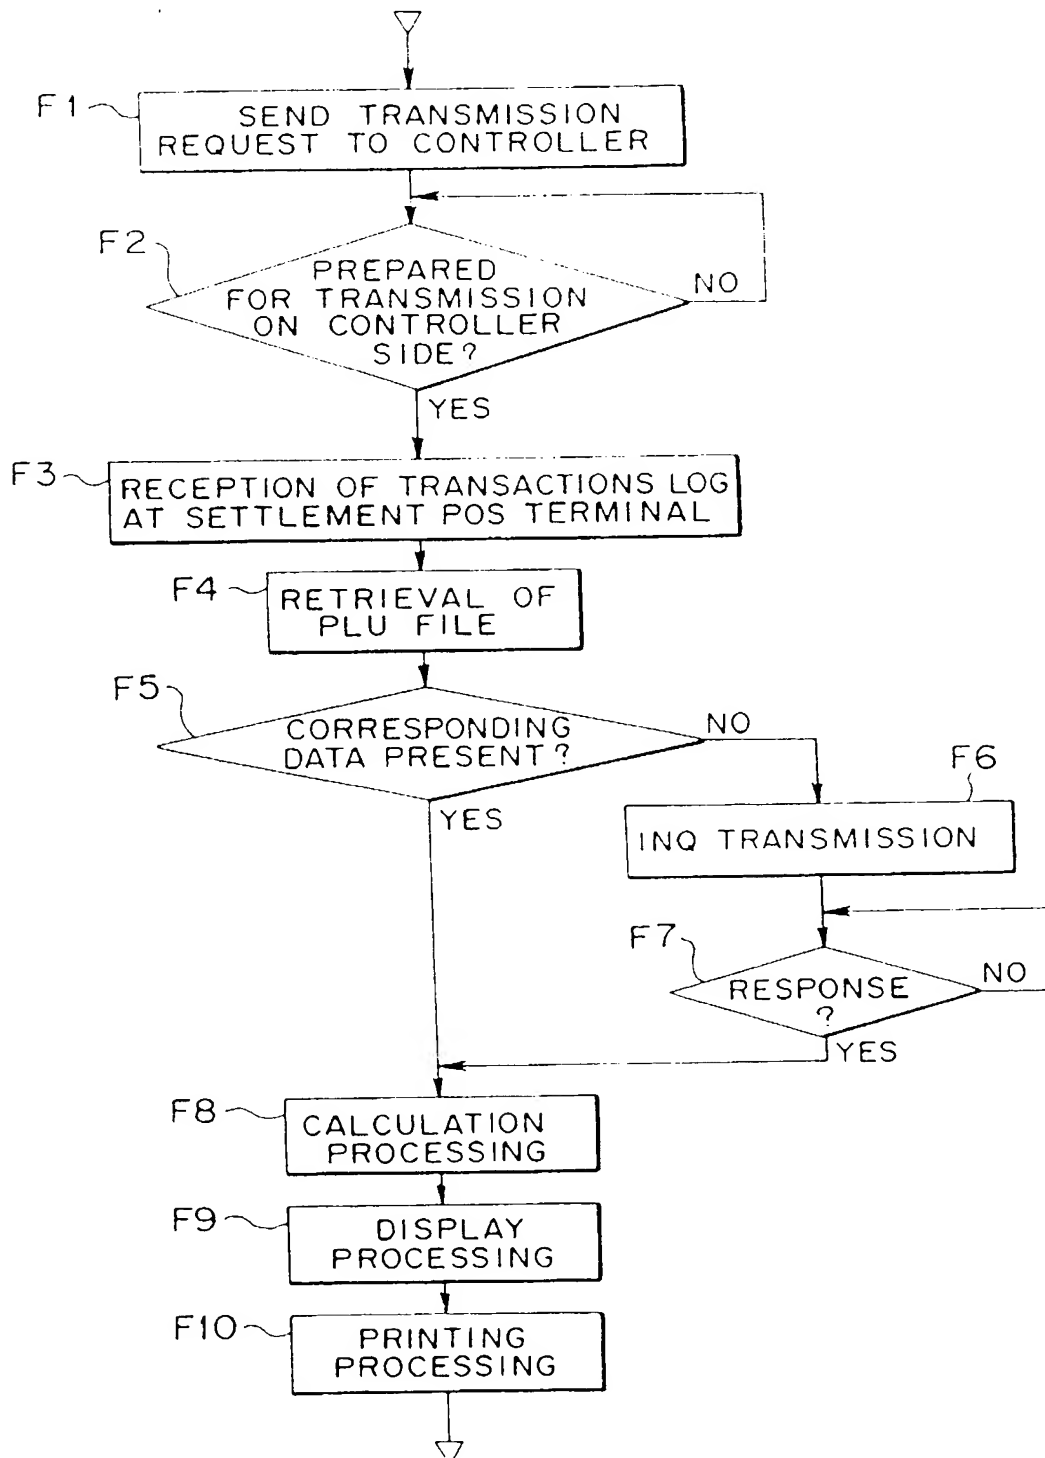 F1
SEND TRANSMISSION
REQUEST TO CONTROLLER
F2
PREPARED
FOR TRANSMISSION
ON CONTROLLER
SIDE?
NO
YES
F3
RECEPTION OF TRANSACTIONS LOG
AT SETTLEMENT POS TERMINAL
F4
RETRIEVAL OF
PLU FILE
F5
CORRESPONDING
DATA PRESENT?
NO
YES
F6
INQ TRANSMISSION
F7
RESPONSE
?
NO
YES
F8
CALCULATION
PROCESSING
F9
DISPLAY
PROCESSING
F10
PRINTING
PROCESSING